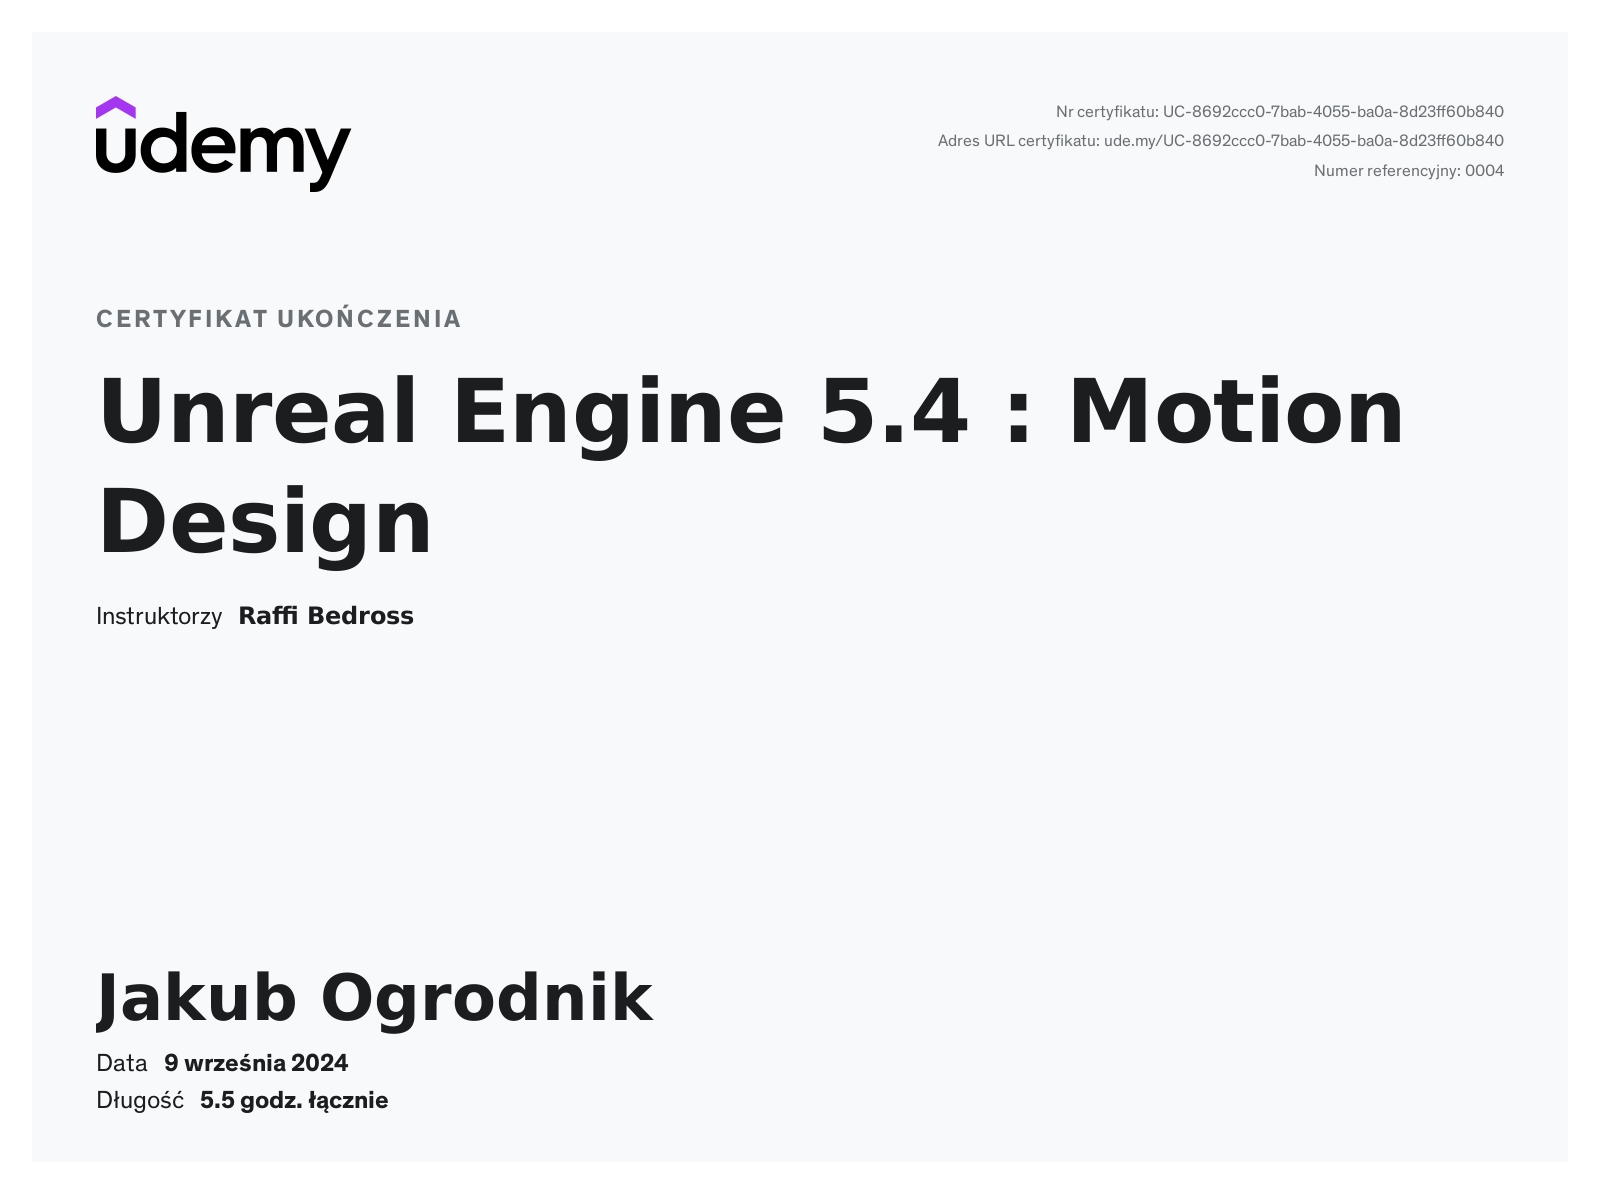 udemy
Nr certyfikatu: UC-8692ccc0-7bab-4055-ba0a-8d23ff60b840
Adres URL certyfikatu: ude.my/UC-8692ccc0-7bab-4055-ba0a-8d23ff60b840
Numer referencyjny: 0004
CERTYFIKAT UKOŃCZENIA
Unreal Engine 5.4 : Motion
Design
Instruktorzy Raffi Bedross
Jakub Ogrodnik
Data 9 września 2024
Długość 5.5 godz. łącznie